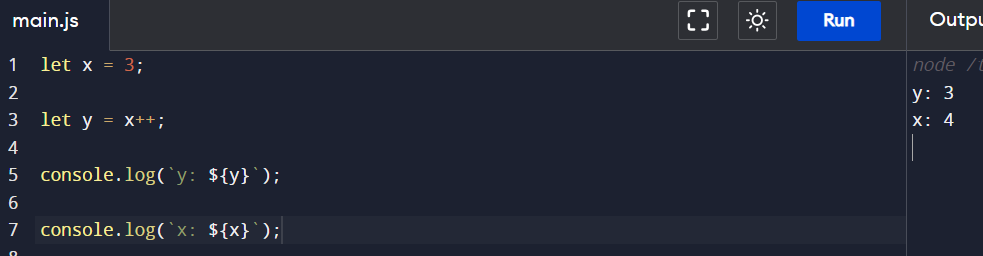 main.js
Run
Outpu
1 let x = 3;
2
3 let y = x++;
4
5 console.log(`y: ${y}`);
6
7 console.log(`x: ${x}`);
node /t
y: 3
x: 4